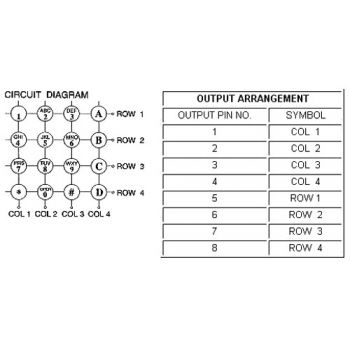 CIRCUIT DIAGRAM
1 ABC 2 DEF 3 A ROW 1
GHI 4 JKL 5 MNO 6 B ROW 2
PRS 7 TUV 8 WXY 9 C ROW 3
* OPER 0 # D ROW 4
COL 1 COL 2 COL 3 COL 4
OUTPUT ARRANGEMENT
OUTPUT PIN NO. SYMBOL
1 COL 1
2 COL 2
3 COL 3
4 COL 4
5 ROW 1
6 ROW 2
7 ROW 3
8 ROW 4